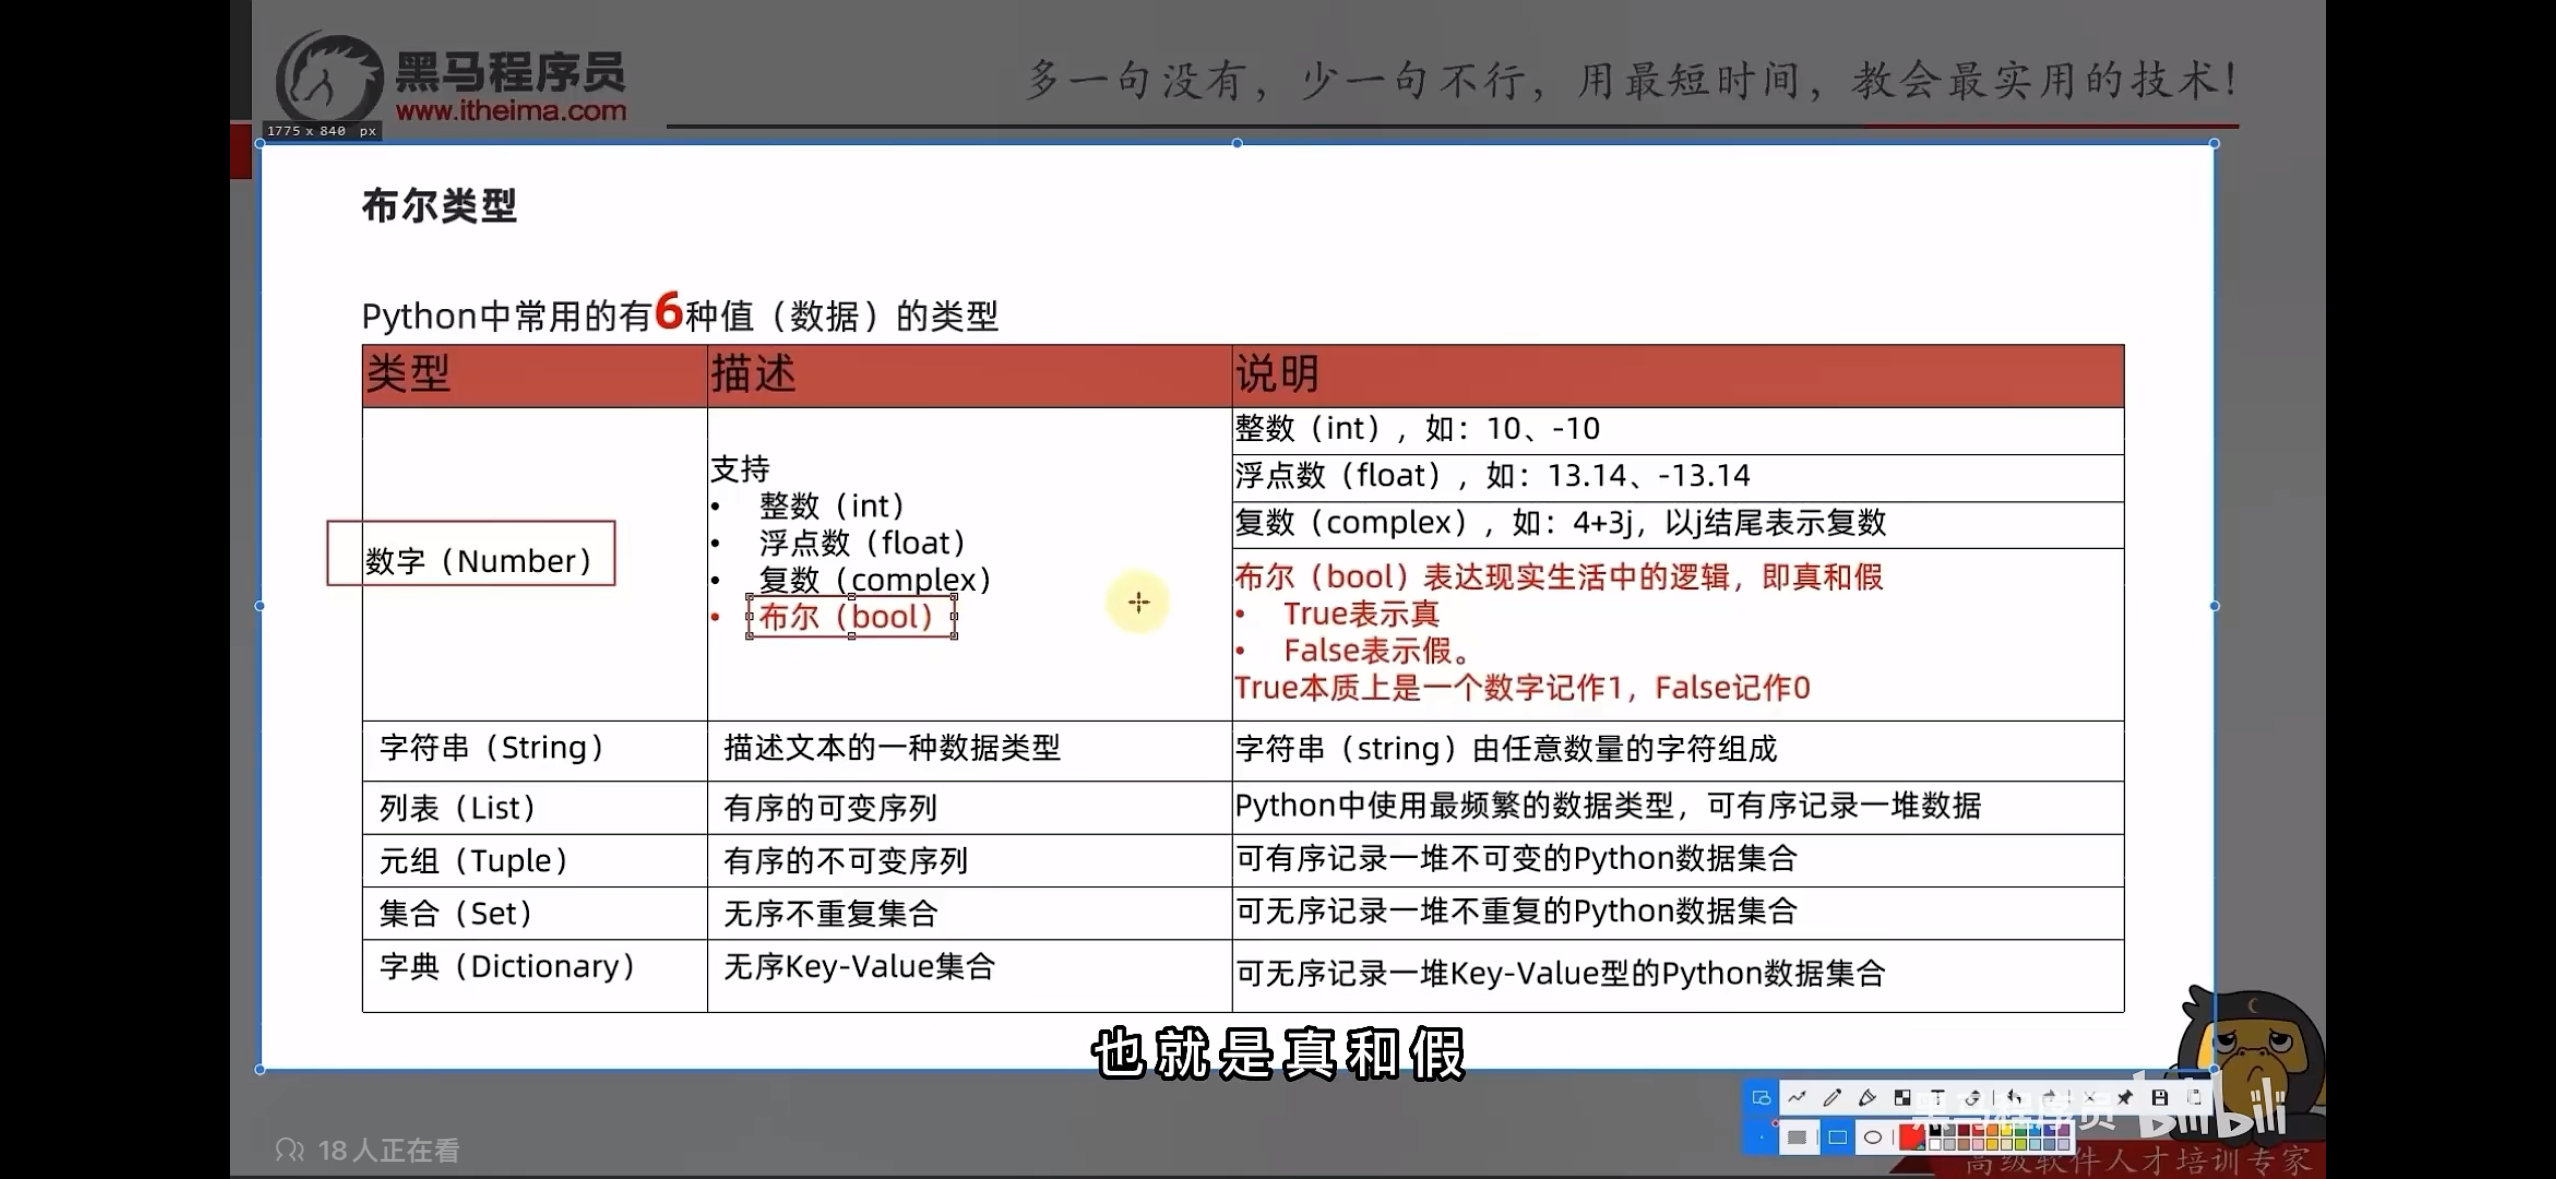 黑马程序员
www.itheima.com
多一句没有，少一句不行，用最短时间，教会最实用的技术！
1775 x 840 px
布尔类型
Python中常用的有6种值（数据）的类型
类型 描述 说明
数字（Number）
支持
• 整数（int）
• 浮点数（float）
• 复数（complex）
• 布尔（bool）
整数（int），如：10、-10
浮点数（float），如：13.14、-13.14
复数（complex），如：4+3j，以j结尾表示复数
布尔（bool）表达现实生活中的逻辑，即真和假
• True表示真
• False表示假。
True本质上是一个数字记作1，False记作0
字符串（String） 描述文本的一种数据类型 字符串（string）由任意数量的字符组成
列表（List） 有序的可变序列 Python中使用最频繁的数据类型，可有序记录一堆数据
元组（Tuple） 有序的不可变序列 可有序记录一堆不可变的Python数据集合
集合（Set） 无序不重复集合 可无序记录一堆不重复的Python数据集合
字典（Dictionary） 无序Key-Value集合 可无序记录一堆Key-Value型的Python数据集合
也就是真和假
黑马程序员 bilibili
18人正在看
高级软件人才培训专家